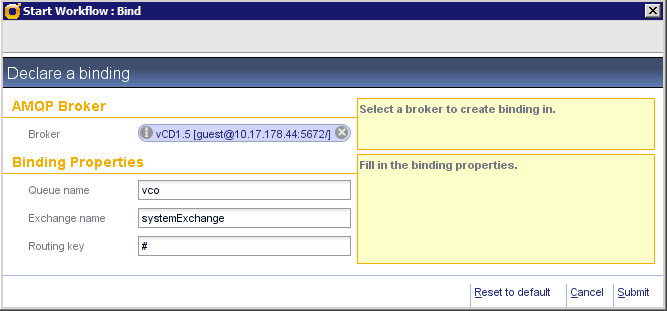 Start Workflow : Bind
Declare a binding
AMQP Broker
Select a broker to create binding in.
Broker
vCD1.5 [guest@10.17.178.44:5672/]
Binding Properties
Fill in the binding properties.
Queue name
vco
Exchange name
systemExchange
Routing key
#
Reset to default
Cancel
Submit